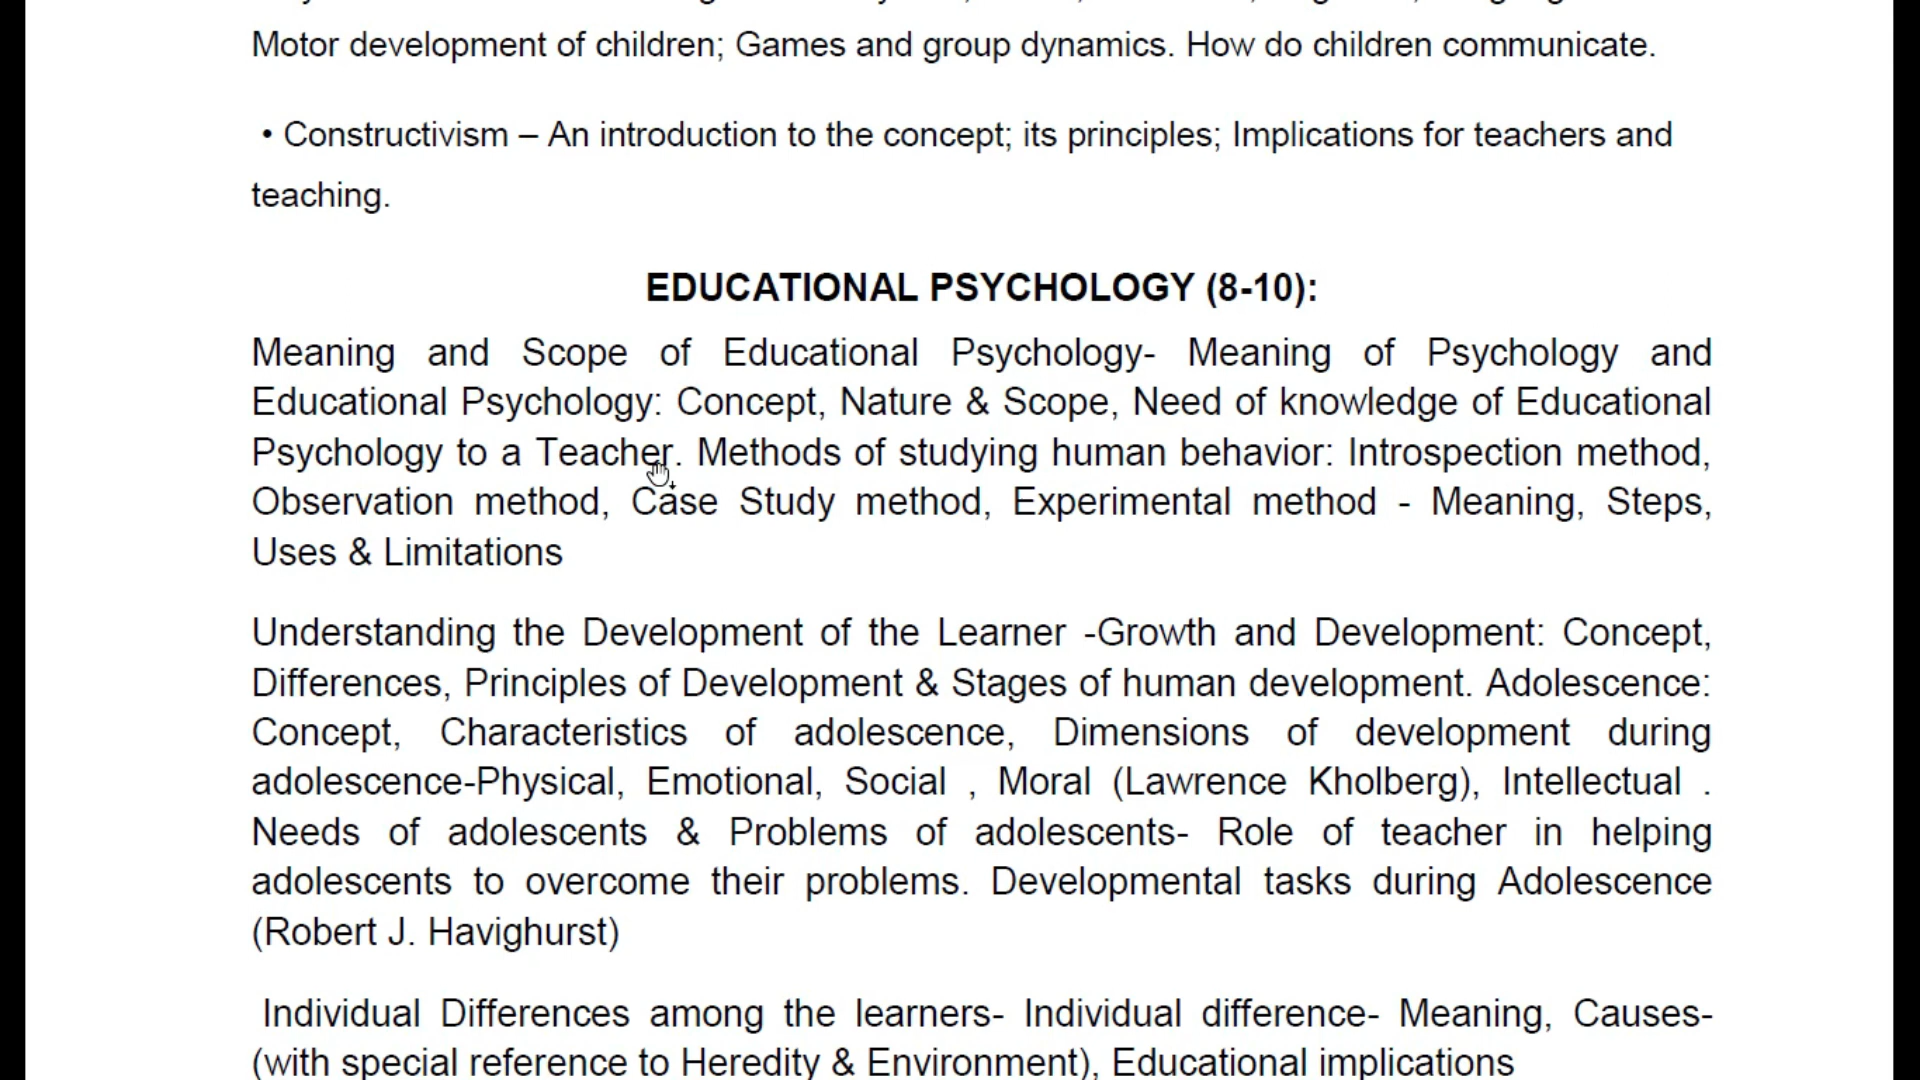 Motor development of children; Games and group dynamics. How do children communicate.
• Constructivism – An introduction to the concept; its principles; Implications for teachers and
teaching.
EDUCATIONAL PSYCHOLOGY (8-10):
Meaning and Scope of Educational Psychology- Meaning of Psychology and
Educational Psychology: Concept, Nature & Scope, Need of knowledge of Educational
Psychology to a Teacher. Methods of studying human behavior: Introspection method,
Observation method, Case Study method, Experimental method - Meaning, Steps,
Uses & Limitations
Understanding the Development of the Learner -Growth and Development: Concept,
Differences, Principles of Development & Stages of human development. Adolescence:
Concept, Characteristics of adolescence, Dimensions of development during
adolescence-Physical, Emotional, Social , Moral (Lawrence Kholberg), Intellectual .
Needs of adolescents & Problems of adolescents- Role of teacher in helping
adolescents to overcome their problems. Developmental tasks during Adolescence
(Robert J. Havighurst)
Individual Differences among the learners- Individual difference- Meaning, Causes-
(with special reference to Heredity & Environment), Educational implications